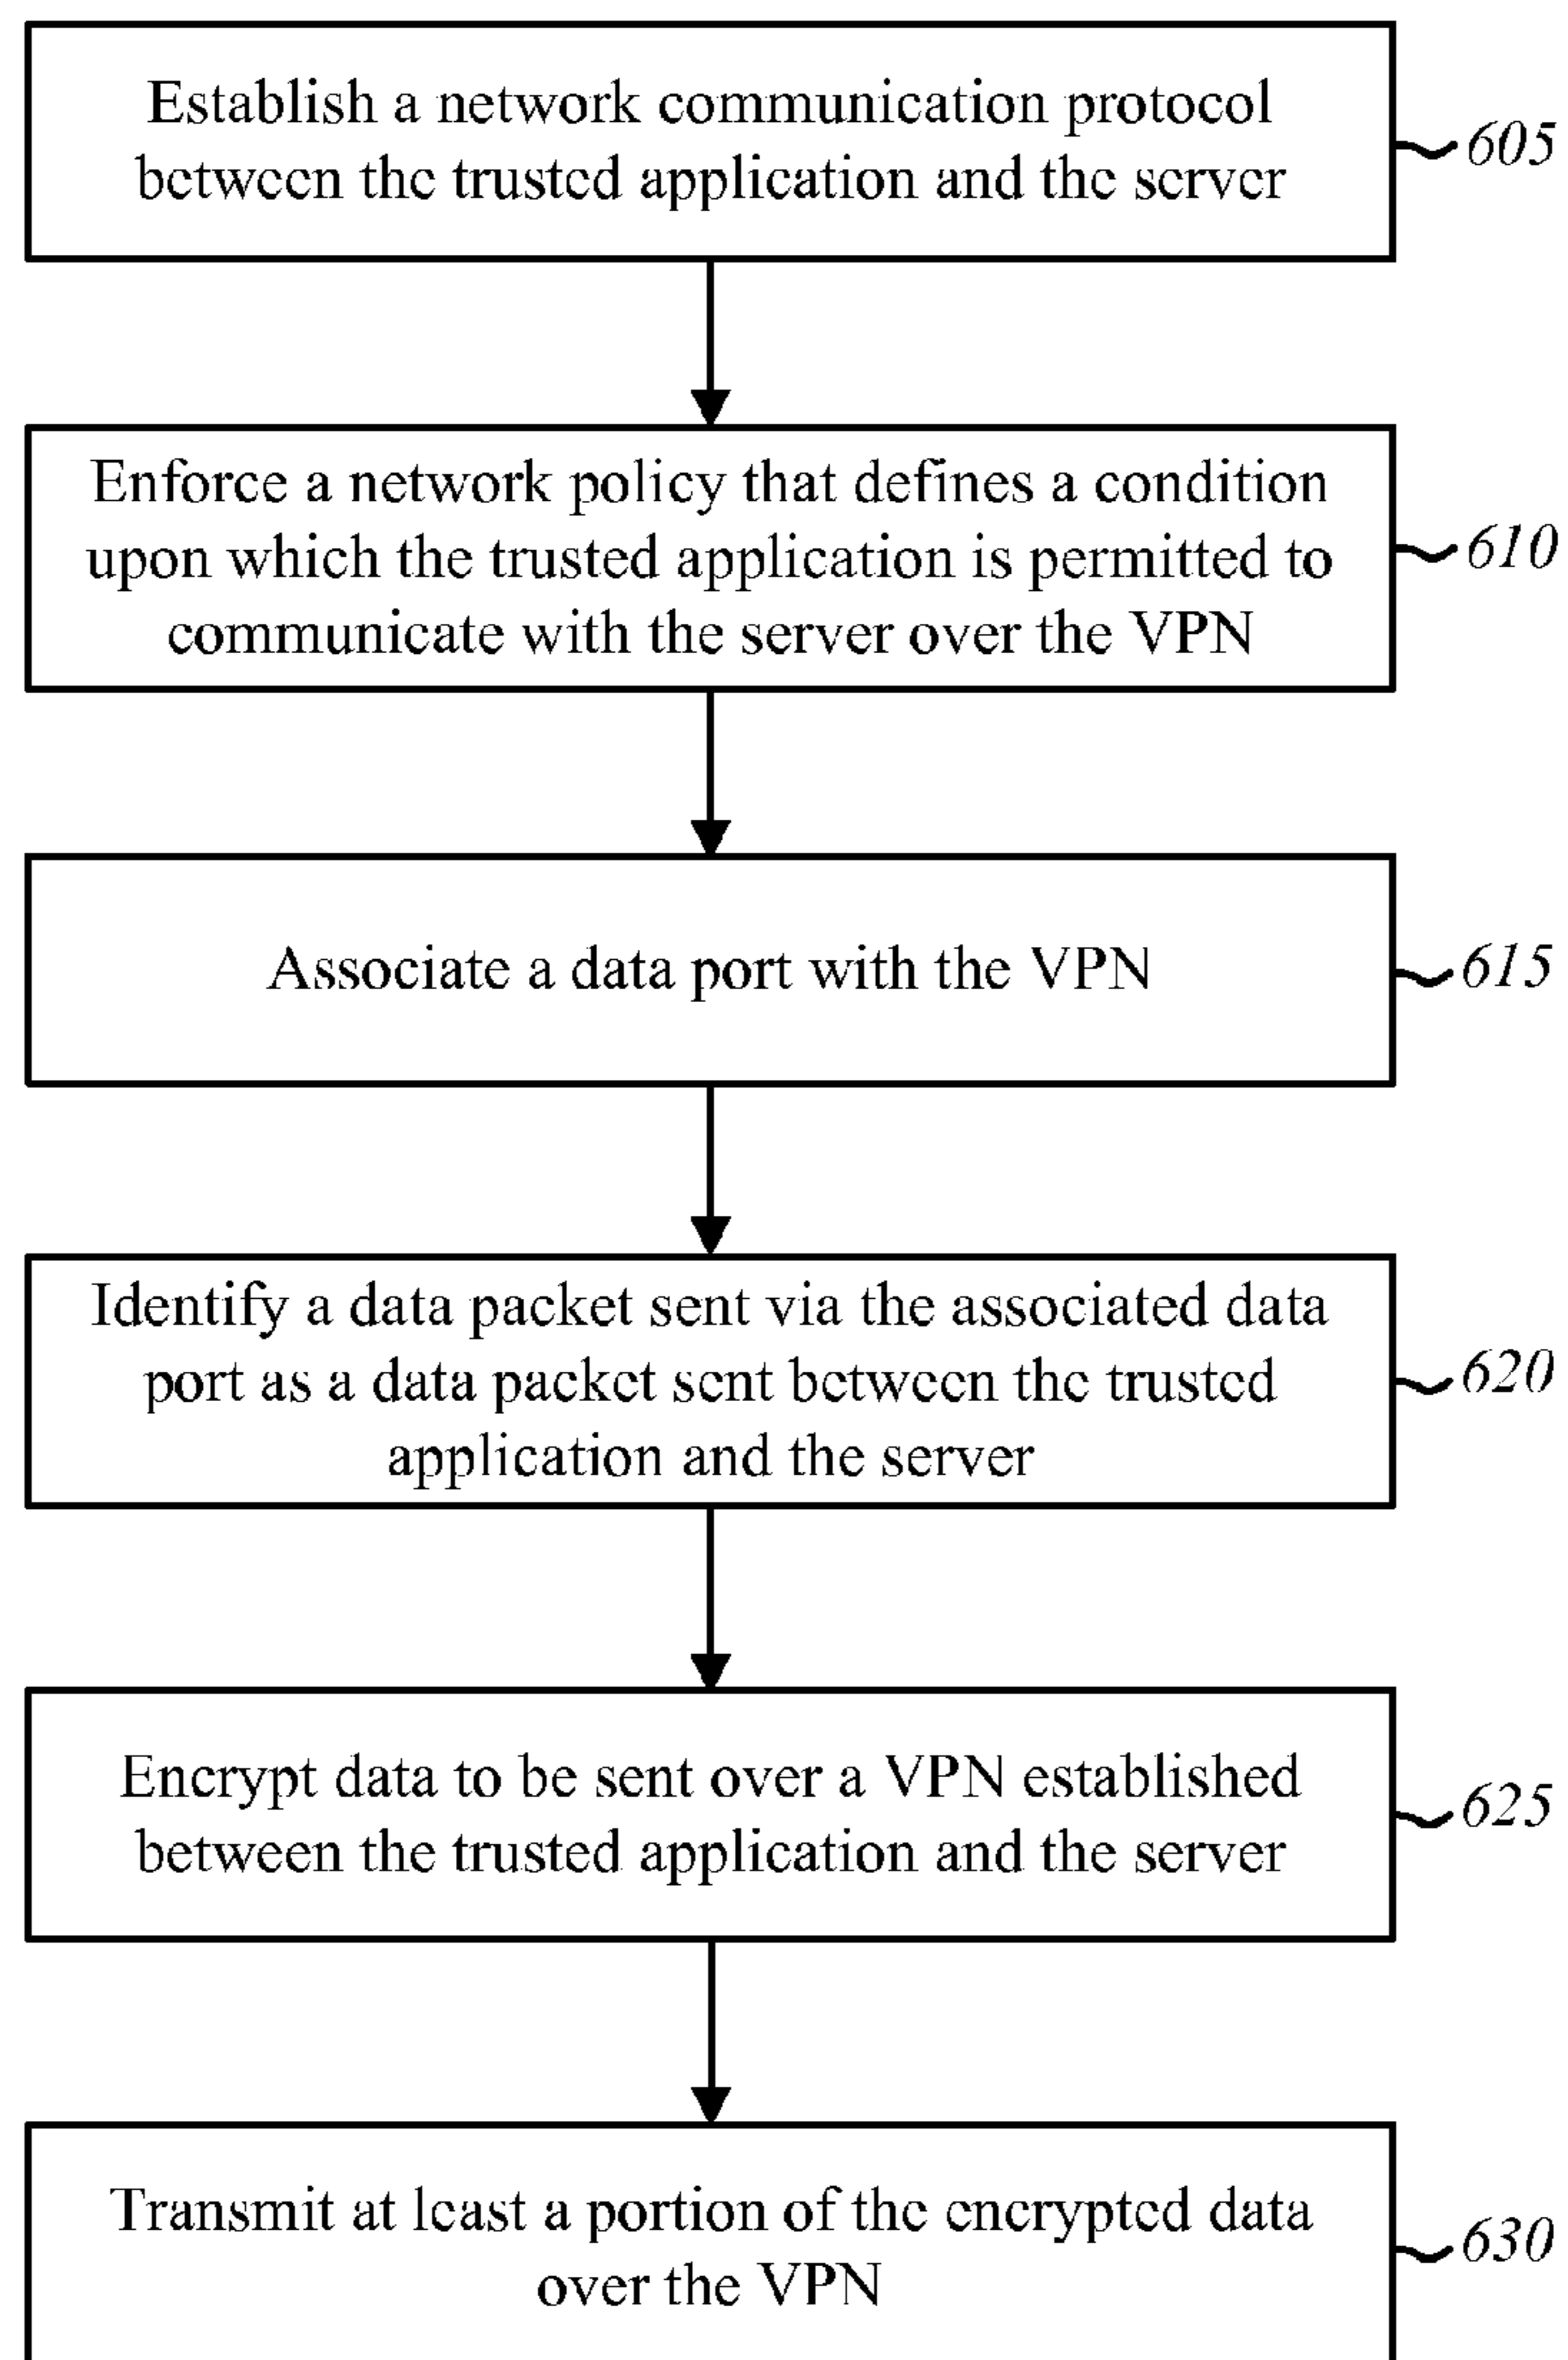 Establish a network communication protocol
between the trusted application and the server
605
Enforce a network policy that defines a condition
upon which the trusted application is permitted to
communicate with the server over the VPN
610
Associate a data port with the VPN
615
Identify a data packet sent via the associated data
port as a data packet sent between the trusted
application and the server
620
Encrypt data to be sent over a VPN established
between the trusted application and the server
625
Transmit at least a portion of the encrypted data
over the VPN
630